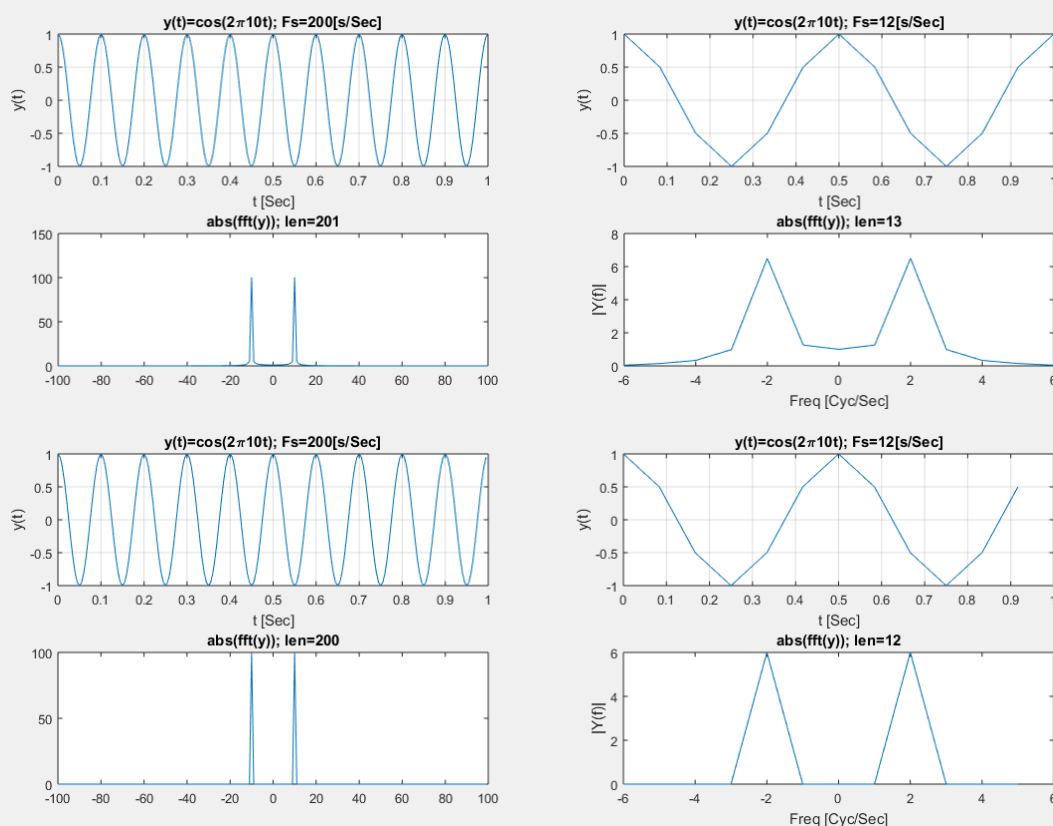 y(t)=cos(2π10t); Fs=200[s/Sec]
1
0.5
0
-0.5
-1
y(t)
0 0.1 0.2 0.3 0.4 0.5 0.6 0.7 0.8 0.9 1
t [Sec]
abs(fft(y)); len=201
150
100
50
0
-100 -80 -60 -40 -20 0 20 40 60 80 100
y(t)=cos(2π10t); Fs=12[s/Sec]
1
0.5
0
-0.5
-1
y(t)
0 0.1 0.2 0.3 0.4 0.5 0.6 0.7 0.8 0.9 1
t [Sec]
abs(fft(y)); len=13
8
6
4
2
0
|Y(f)|
-6 -4 -2 0 2 4 6
Freq [Cyc/Sec]
y(t)=cos(2π10t); Fs=200[s/Sec]
1
0.5
0
-0.5
-1
y(t)
0 0.1 0.2 0.3 0.4 0.5 0.6 0.7 0.8 0.9 1
t [Sec]
abs(fft(y)); len=200
100
50
0
-100 -80 -60 -40 -20 0 20 40 60 80 100
y(t)=cos(2π10t); Fs=12[s/Sec]
1
0.5
0
-0.5
-1
y(t)
0 0.1 0.2 0.3 0.4 0.5 0.6 0.7 0.8 0.9 1
t [Sec]
abs(fft(y)); len=12
6
4
2
0
|Y(f)|
-6 -4 -2 0 2 4 6
Freq [Cyc/Sec]